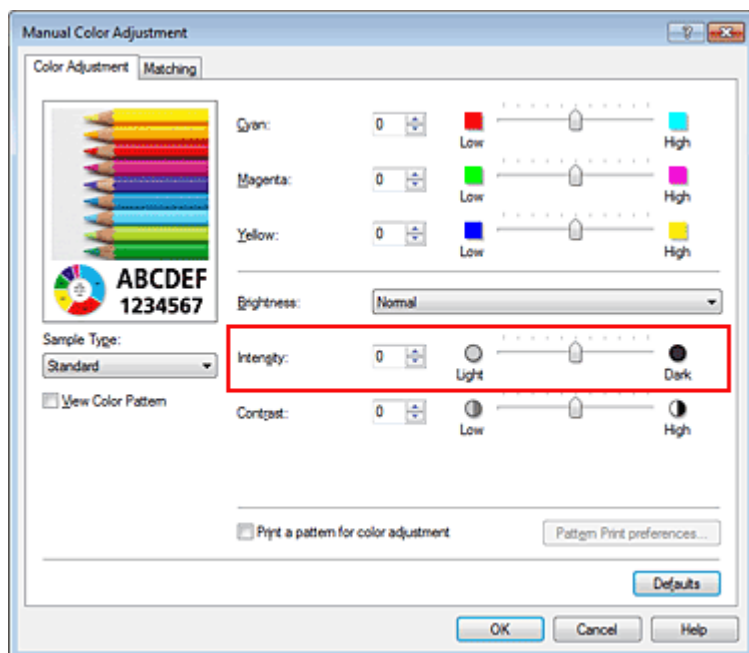 Manual Color Adjustment
Color Adjustment
Matching
Cyan:
0
Low
High
Magenta:
0
Low
High
Yellow:
0
Low
High
ABCDEF
1234567
Brightness:
Normal
Sample Type:
Standard
Intensity:
0
Light
Dark
View Color Pattern
Contrast:
0
Low
High
Print a pattern for color adjustment
Pattern Print preferences...
Defaults
OK
Cancel
Help